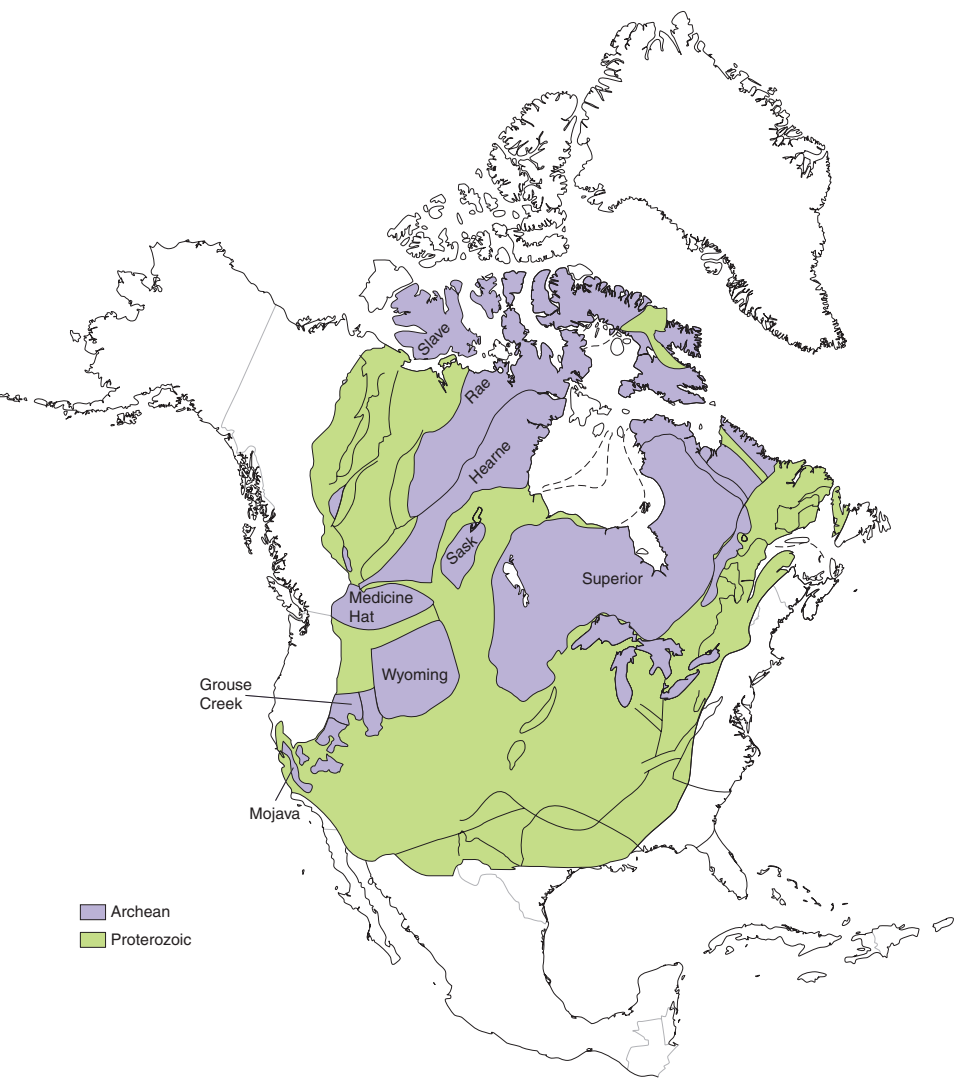 Slave
Rae
Hearne
Sask
Superior
Medicine
Hat
Wyoming
Grouse
Creek
Mojava
Archean
Proterozoic